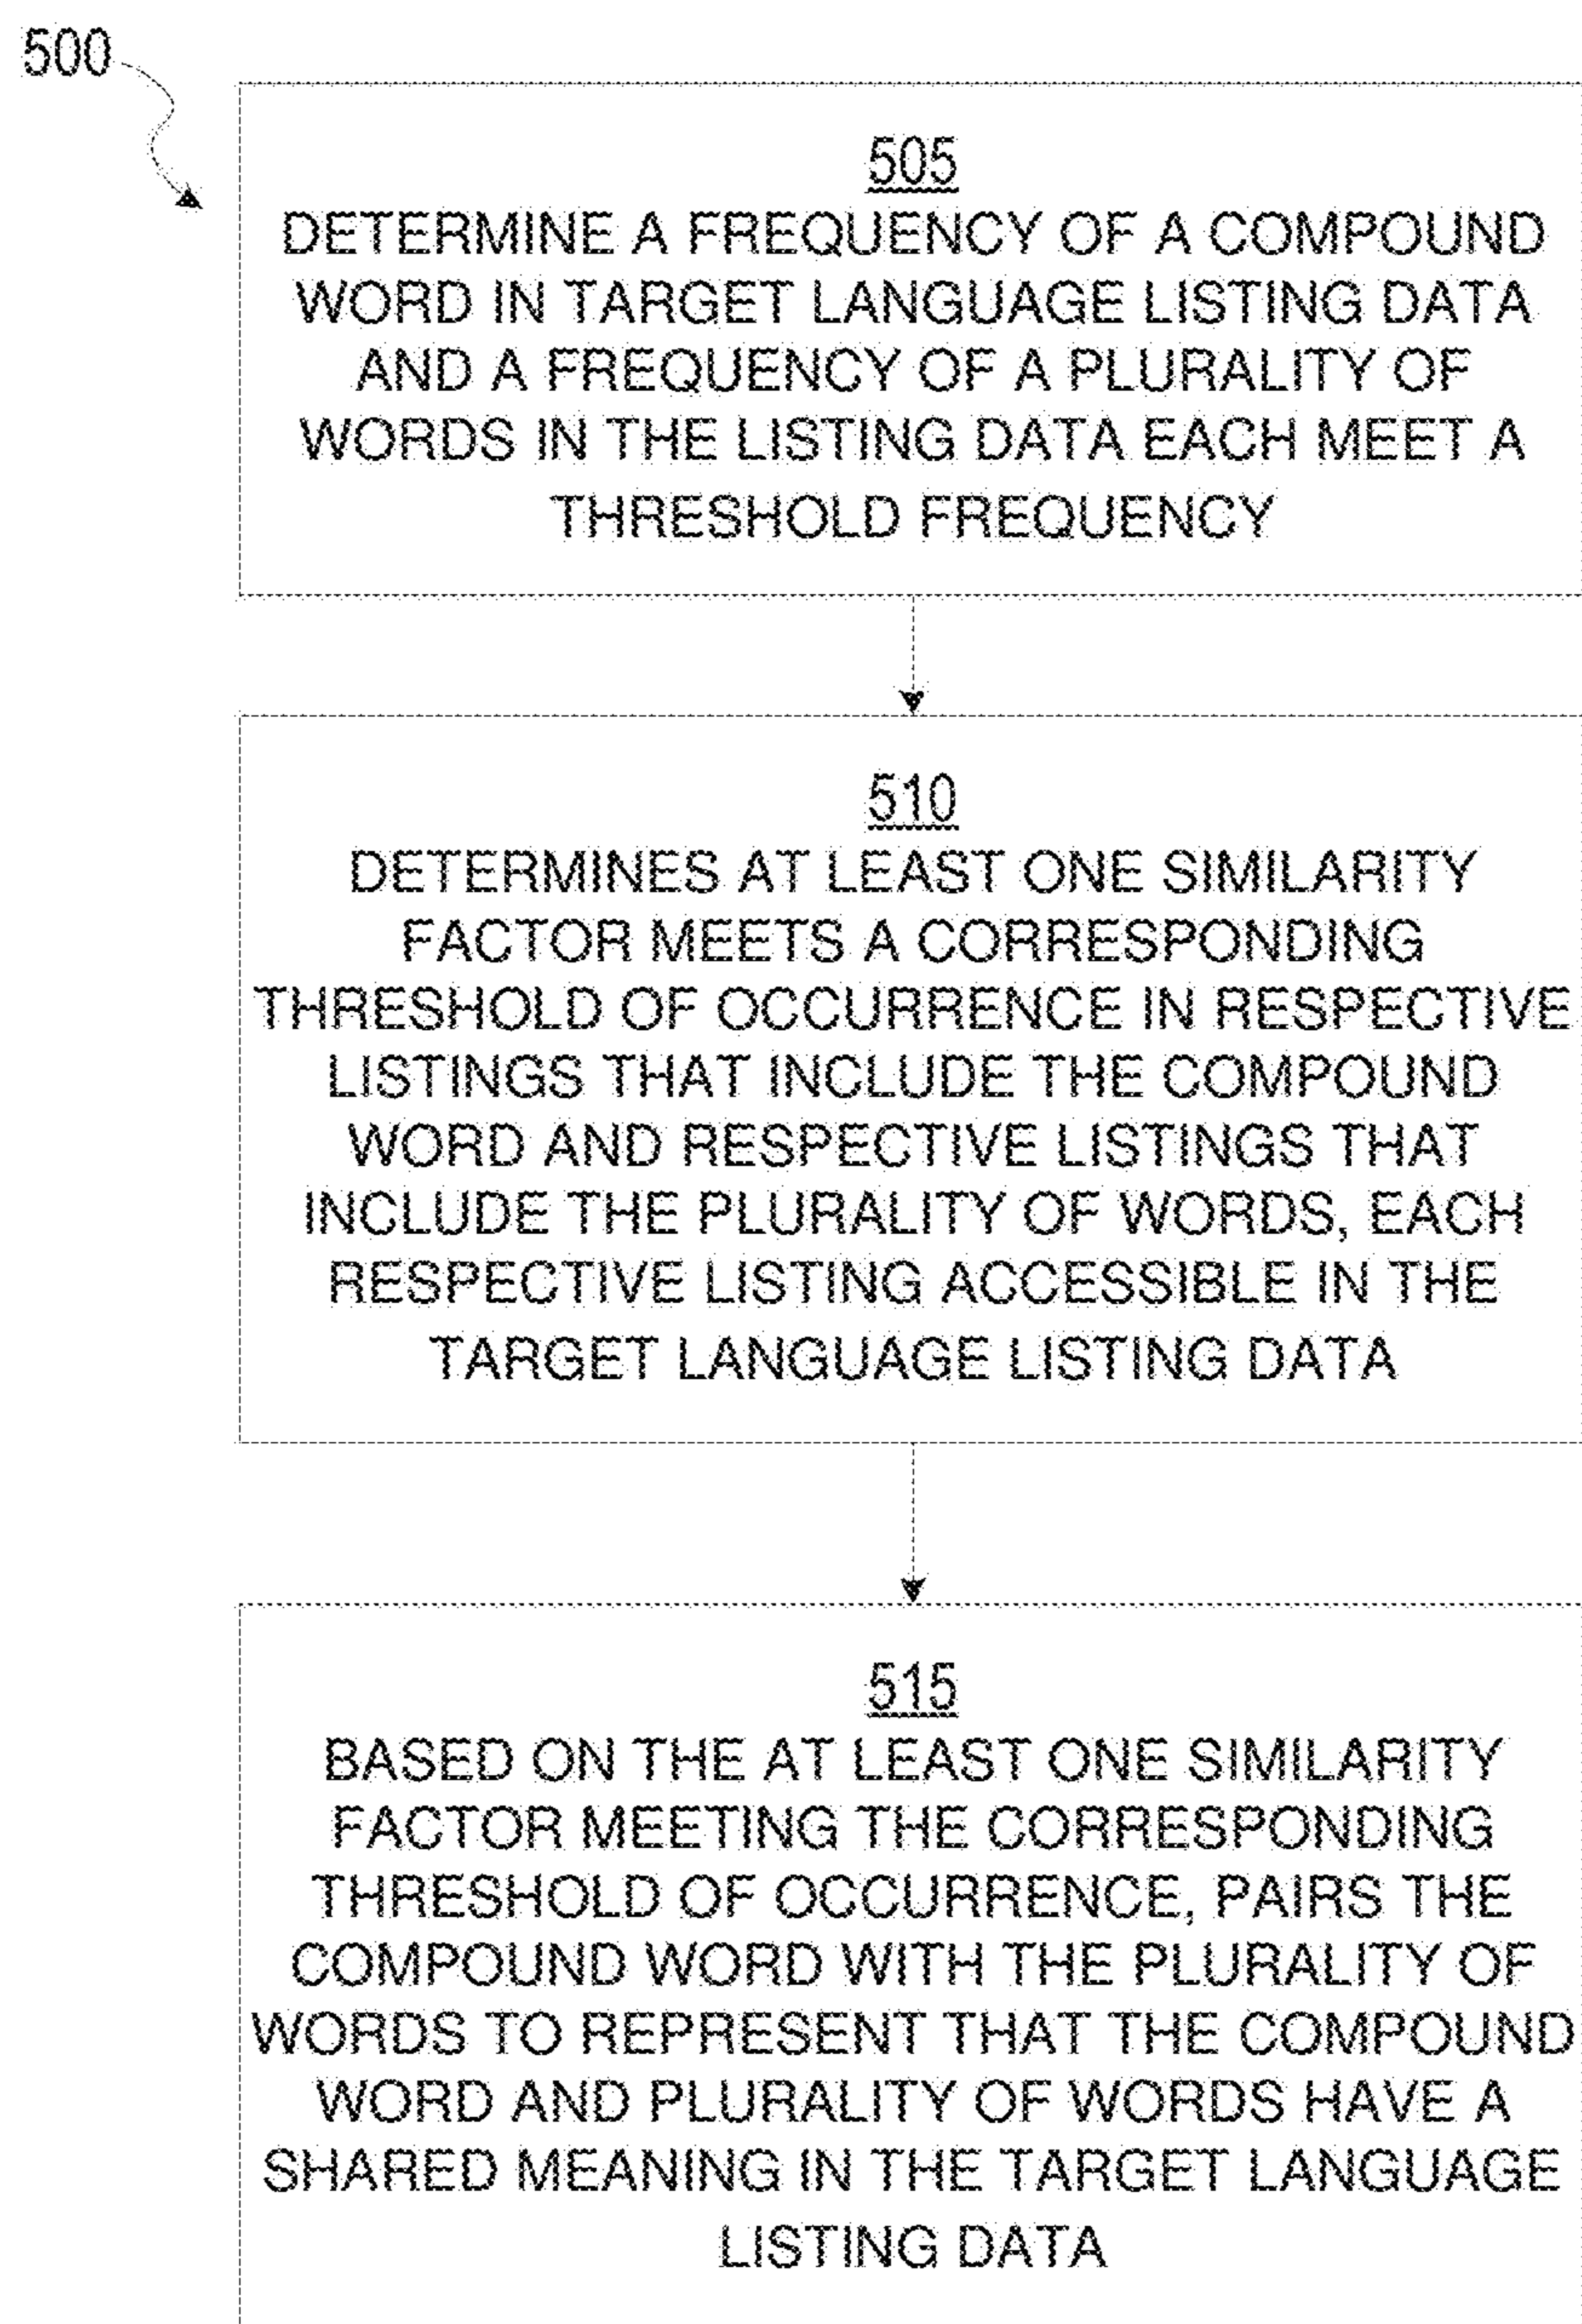 500
505
DETERMINE A FREQUENCY OF A COMPOUND
WORD IN TARGET LANGUAGE LISTING DATA
AND A FREQUENCY OF A PLURALITY OF
WORDS IN THE LISTING DATA EACH MEET A
THRESHOLD FREQUENCY
510
DETERMINES AT LEAST ONE SIMILARITY
FACTOR MEETS A CORRESPONDING
THRESHOLD OF OCCURRENCE IN RESPECTIVE
LISTINGS THAT INCLUDE THE COMPOUND
WORD AND RESPECTIVE LISTINGS THAT
INCLUDE THE PLURALITY OF WORDS, EACH
RESPECTIVE LISTING ACCESSIBLE IN THE
TARGET LANGUAGE LISTING DATA
515
BASED ON THE AT LEAST ONE SIMILARITY
FACTOR MEETING THE CORRESPONDING
THRESHOLD OF OCCURRENCE, PAIRS THE
COMPOUND WORD WITH THE PLURALITY OF
WORDS TO REPRESENT THAT THE COMPOUND
WORD AND PLURALITY OF WORDS HAVE A
SHARED MEANING IN THE TARGET LANGUAGE
LISTING DATA